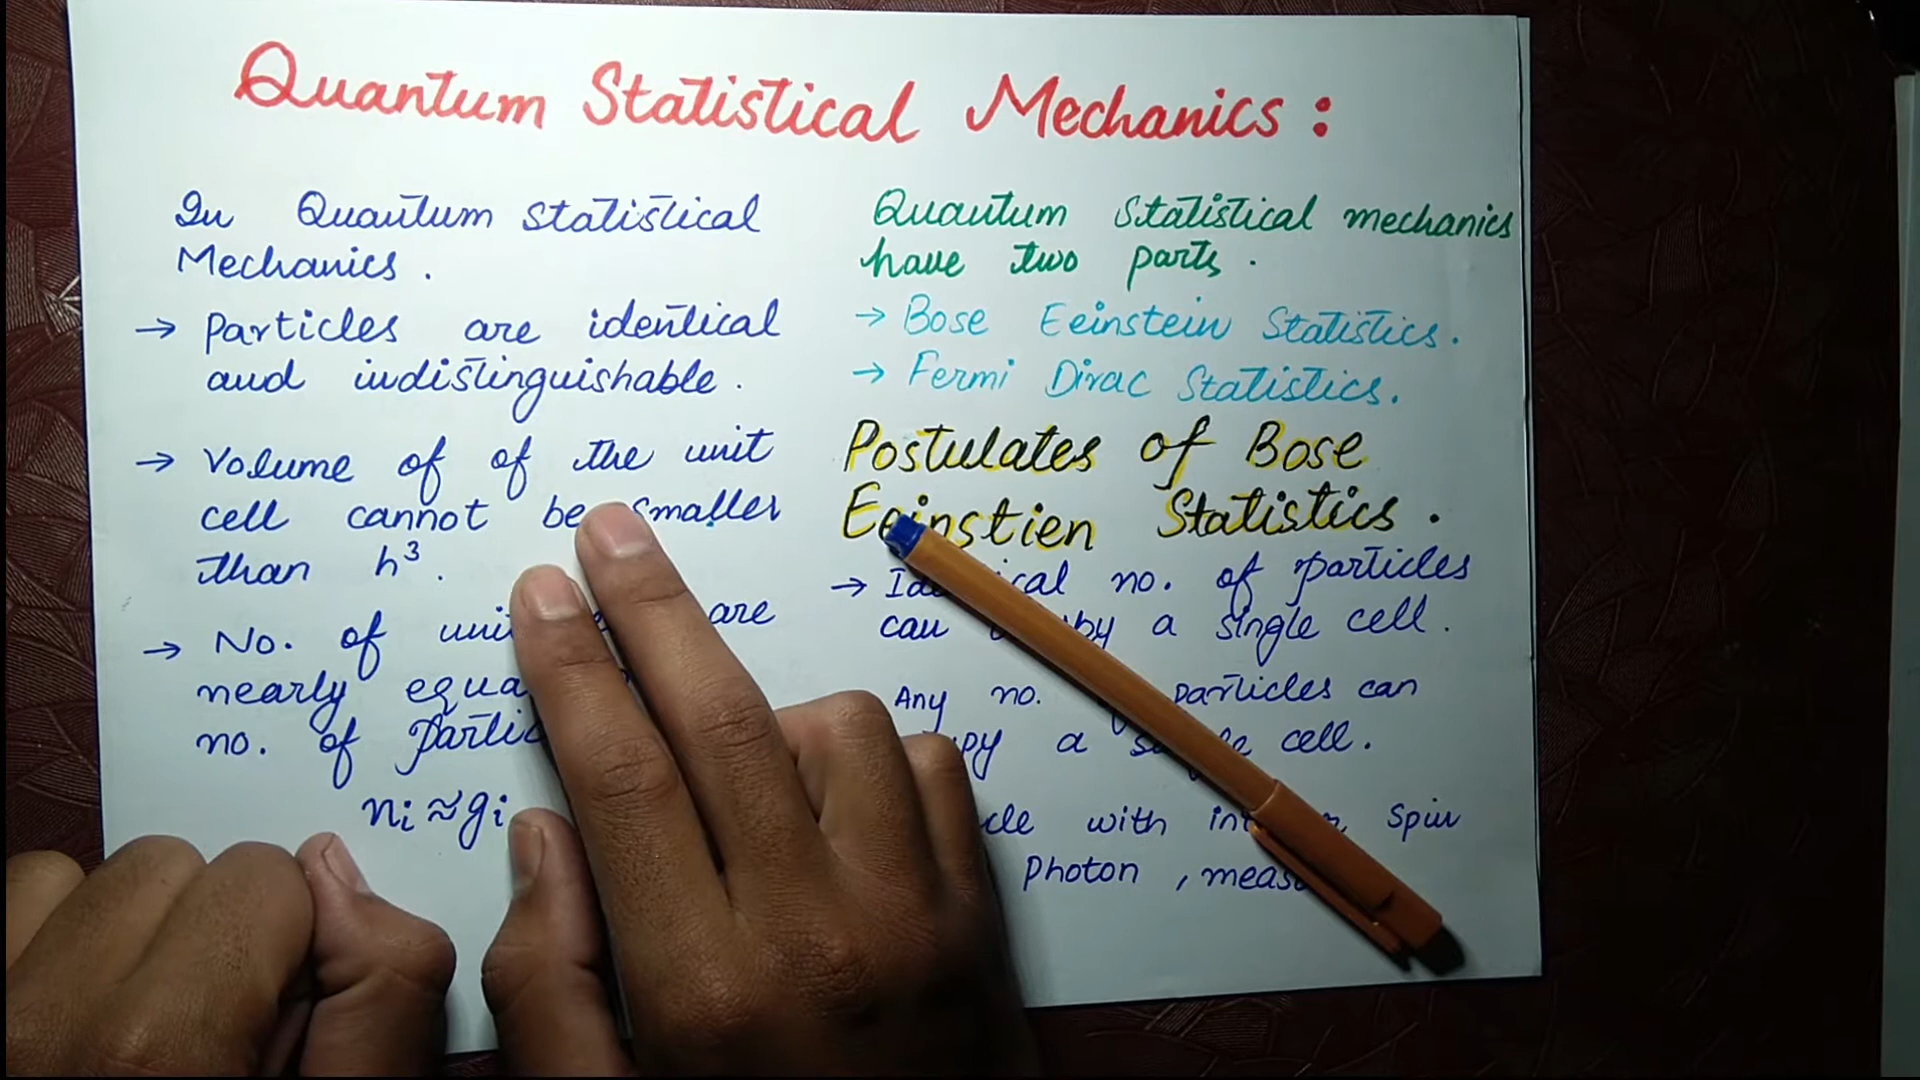 Quantum Statistical Mechanics:
In Quantum Statistical
Mechanics.
→ Particles are identical
and indistinguishable.
→ Volume of of the unit
cell cannot be smaller
than h³.
→ No. of are
nearly
no. of
nᵢ ≈ gᵢ
Quantum Statistical mechanics
have two parts.
→ Bose Eeinstein Statistics.
→ Fermi Dirac Statistics.
Postulates of Bose
Eeinstien Statistics.
→ no. of particles
can a single cell.
Any no. particles can
a cell.
with Spin
Photon,